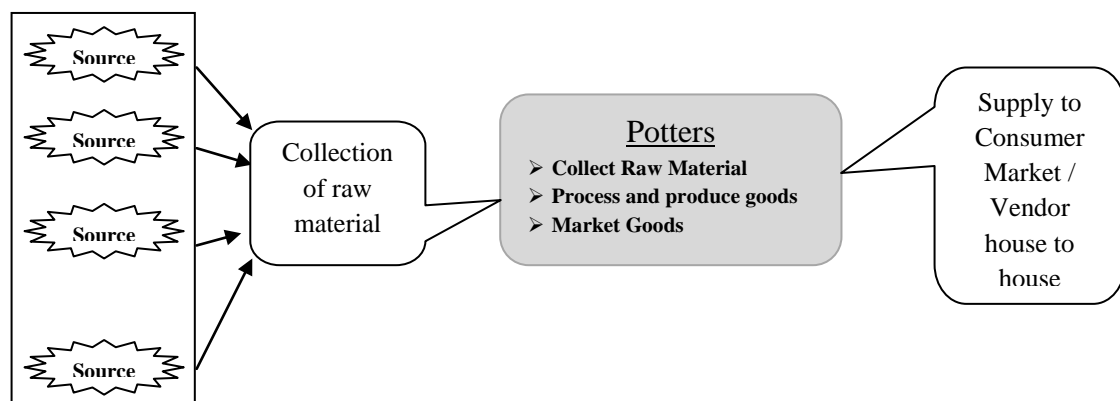 Source
Source
Source
Source
Collection
of raw
material
Potters
➢ Collect Raw Material
➢ Process and produce goods
➢ Market Goods
Supply to
Consumer
Market /
Vendor
house to
house